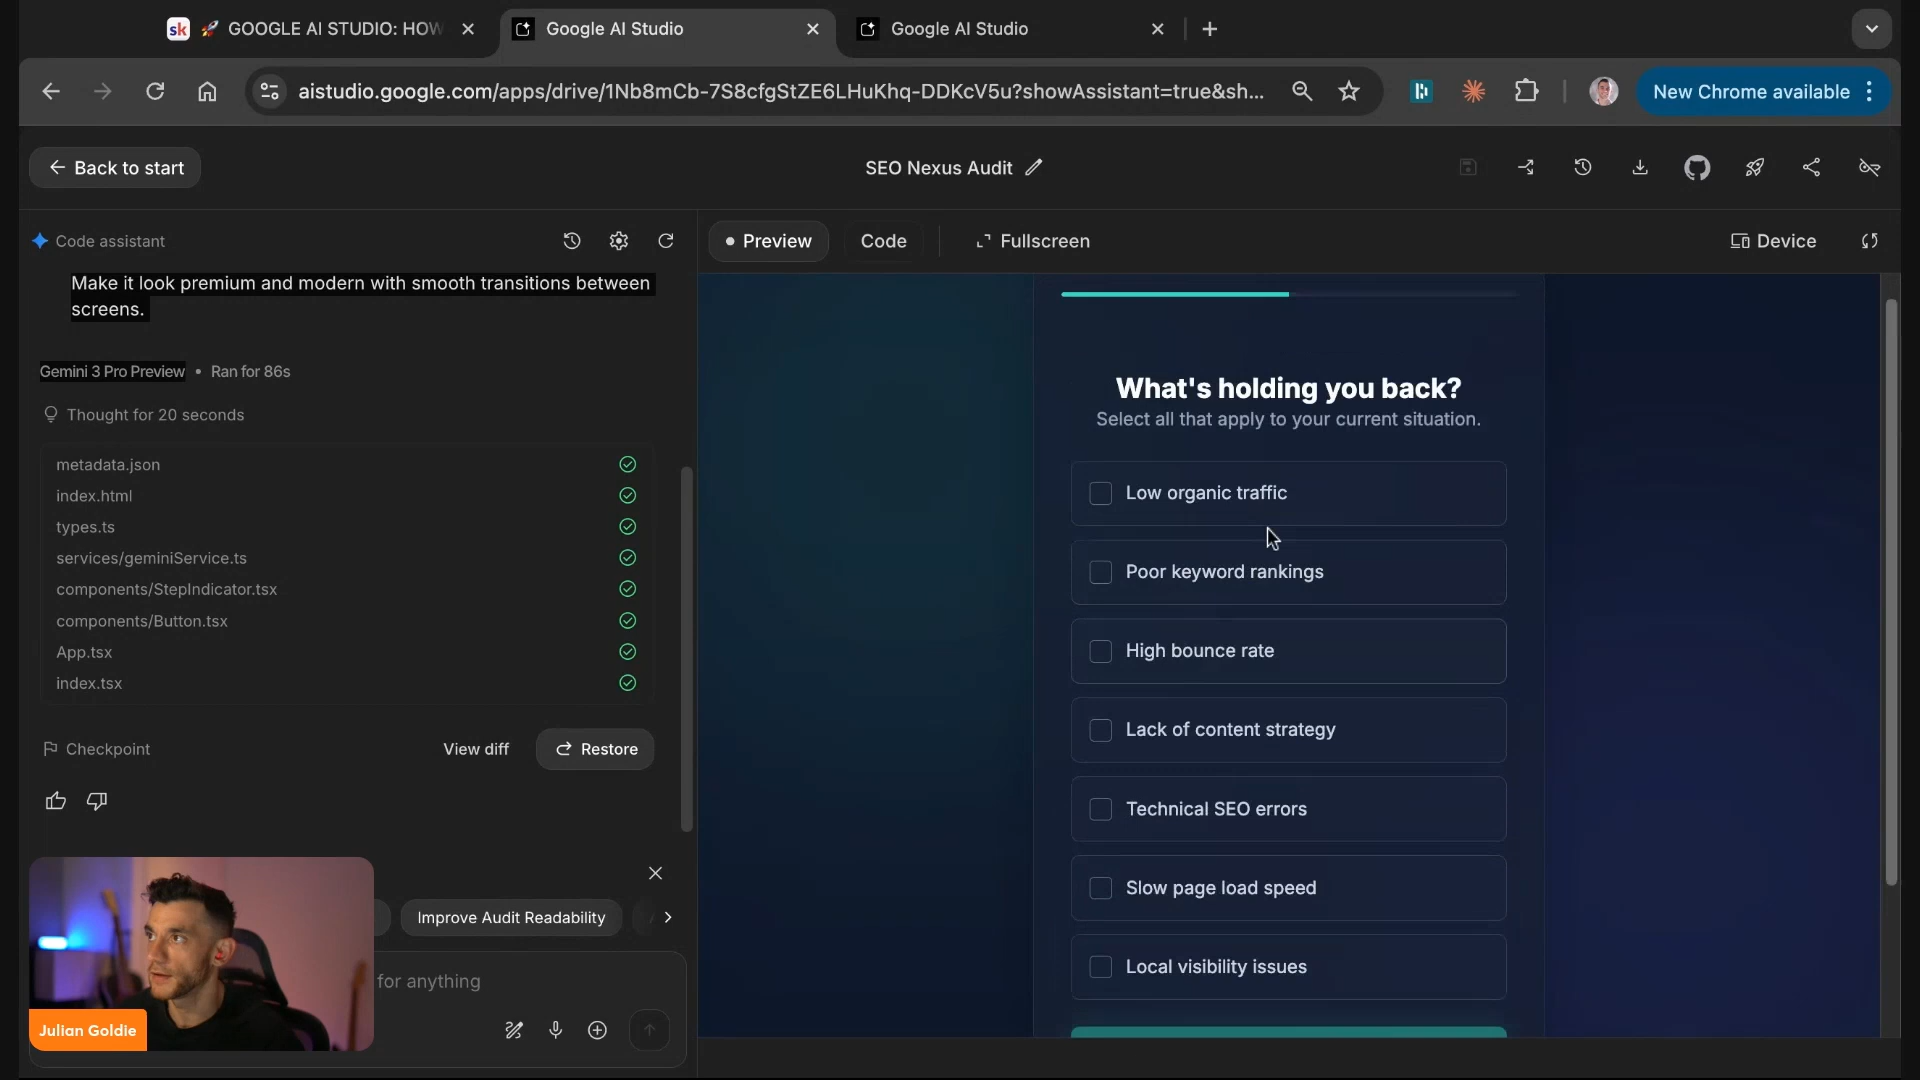 sk 🚀 GOOGLE AI STUDIO: HOW
Google AI Studio
Google AI Studio
aistudio.google.com/apps/drive/1Nb8mCb-7S8cfgStZE6LHuKhq-DDKcV5u?showAssistant=true&sh...
New Chrome available
Back to start
SEO Nexus Audit
Code assistant
Preview
Code
Fullscreen
Device
Make it look premium and modern with smooth transitions between
screens.
Gemini 3 Pro Preview • Ran for 86s
Thought for 20 seconds
metadata.json
index.html
types.ts
services/geminiService.ts
components/StepIndicator.tsx
components/Button.tsx
App.tsx
index.tsx
Checkpoint
View diff
Restore
Improve Audit Readability
for anything
Julian Goldie
What's holding you back?
Select all that apply to your current situation.
Low organic traffic
Poor keyword rankings
High bounce rate
Lack of content strategy
Technical SEO errors
Slow page load speed
Local visibility issues